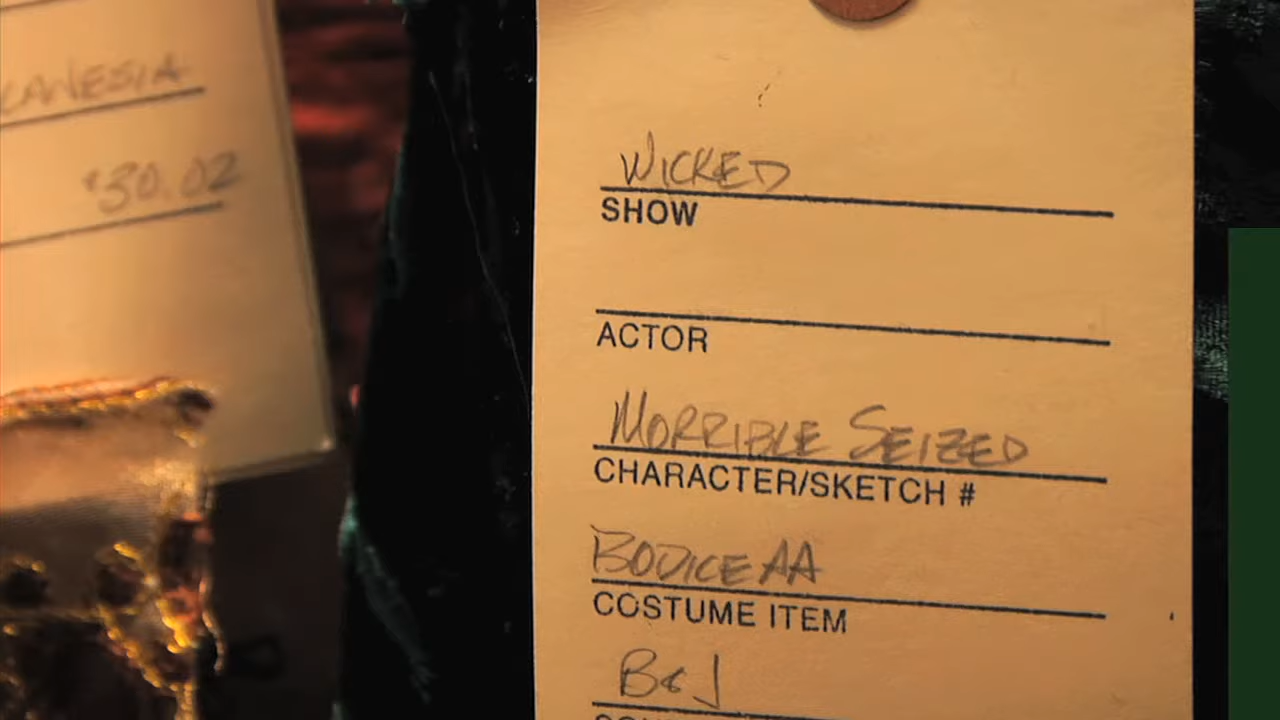 $30.02
WICKED
SHOW
ACTOR
MORRIBLE SEIZED
CHARACTER/SKETCH #
BODICE AA
COSTUME ITEM
B&J